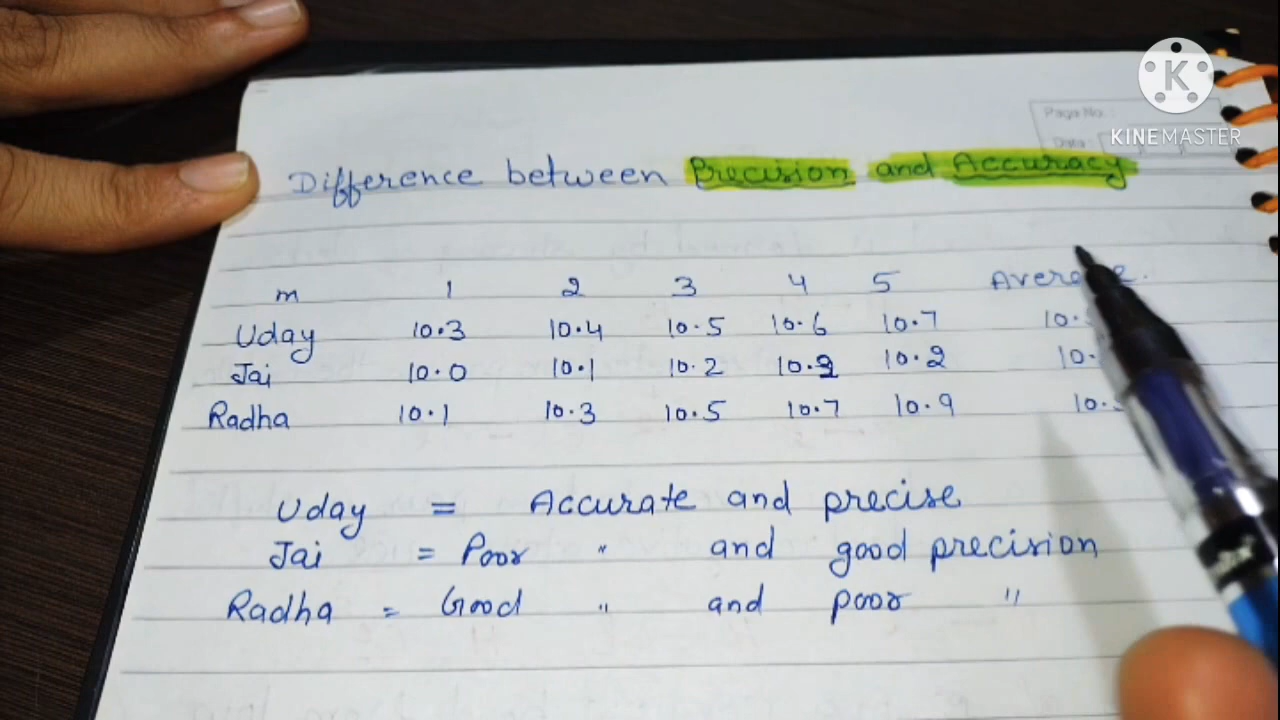 KINEMASTER
Page No.:
Date:
Difference between Precision and Accuracy
m 1 2 3 4 5 Average.
Uday 10.3 10.4 10.5 10.6 10.7
Jai 10.0 10.1 10.2 10.2 10.2
Radha 10.1 10.3 10.5 10.7 10.9
Uday = Accurate and precise
Jai = Poor " and good precision
Radha = Good " and poor "